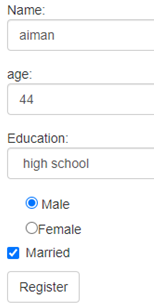 Name:
aiman
age:
44
Education:
high school
Male
Female
Married
Register